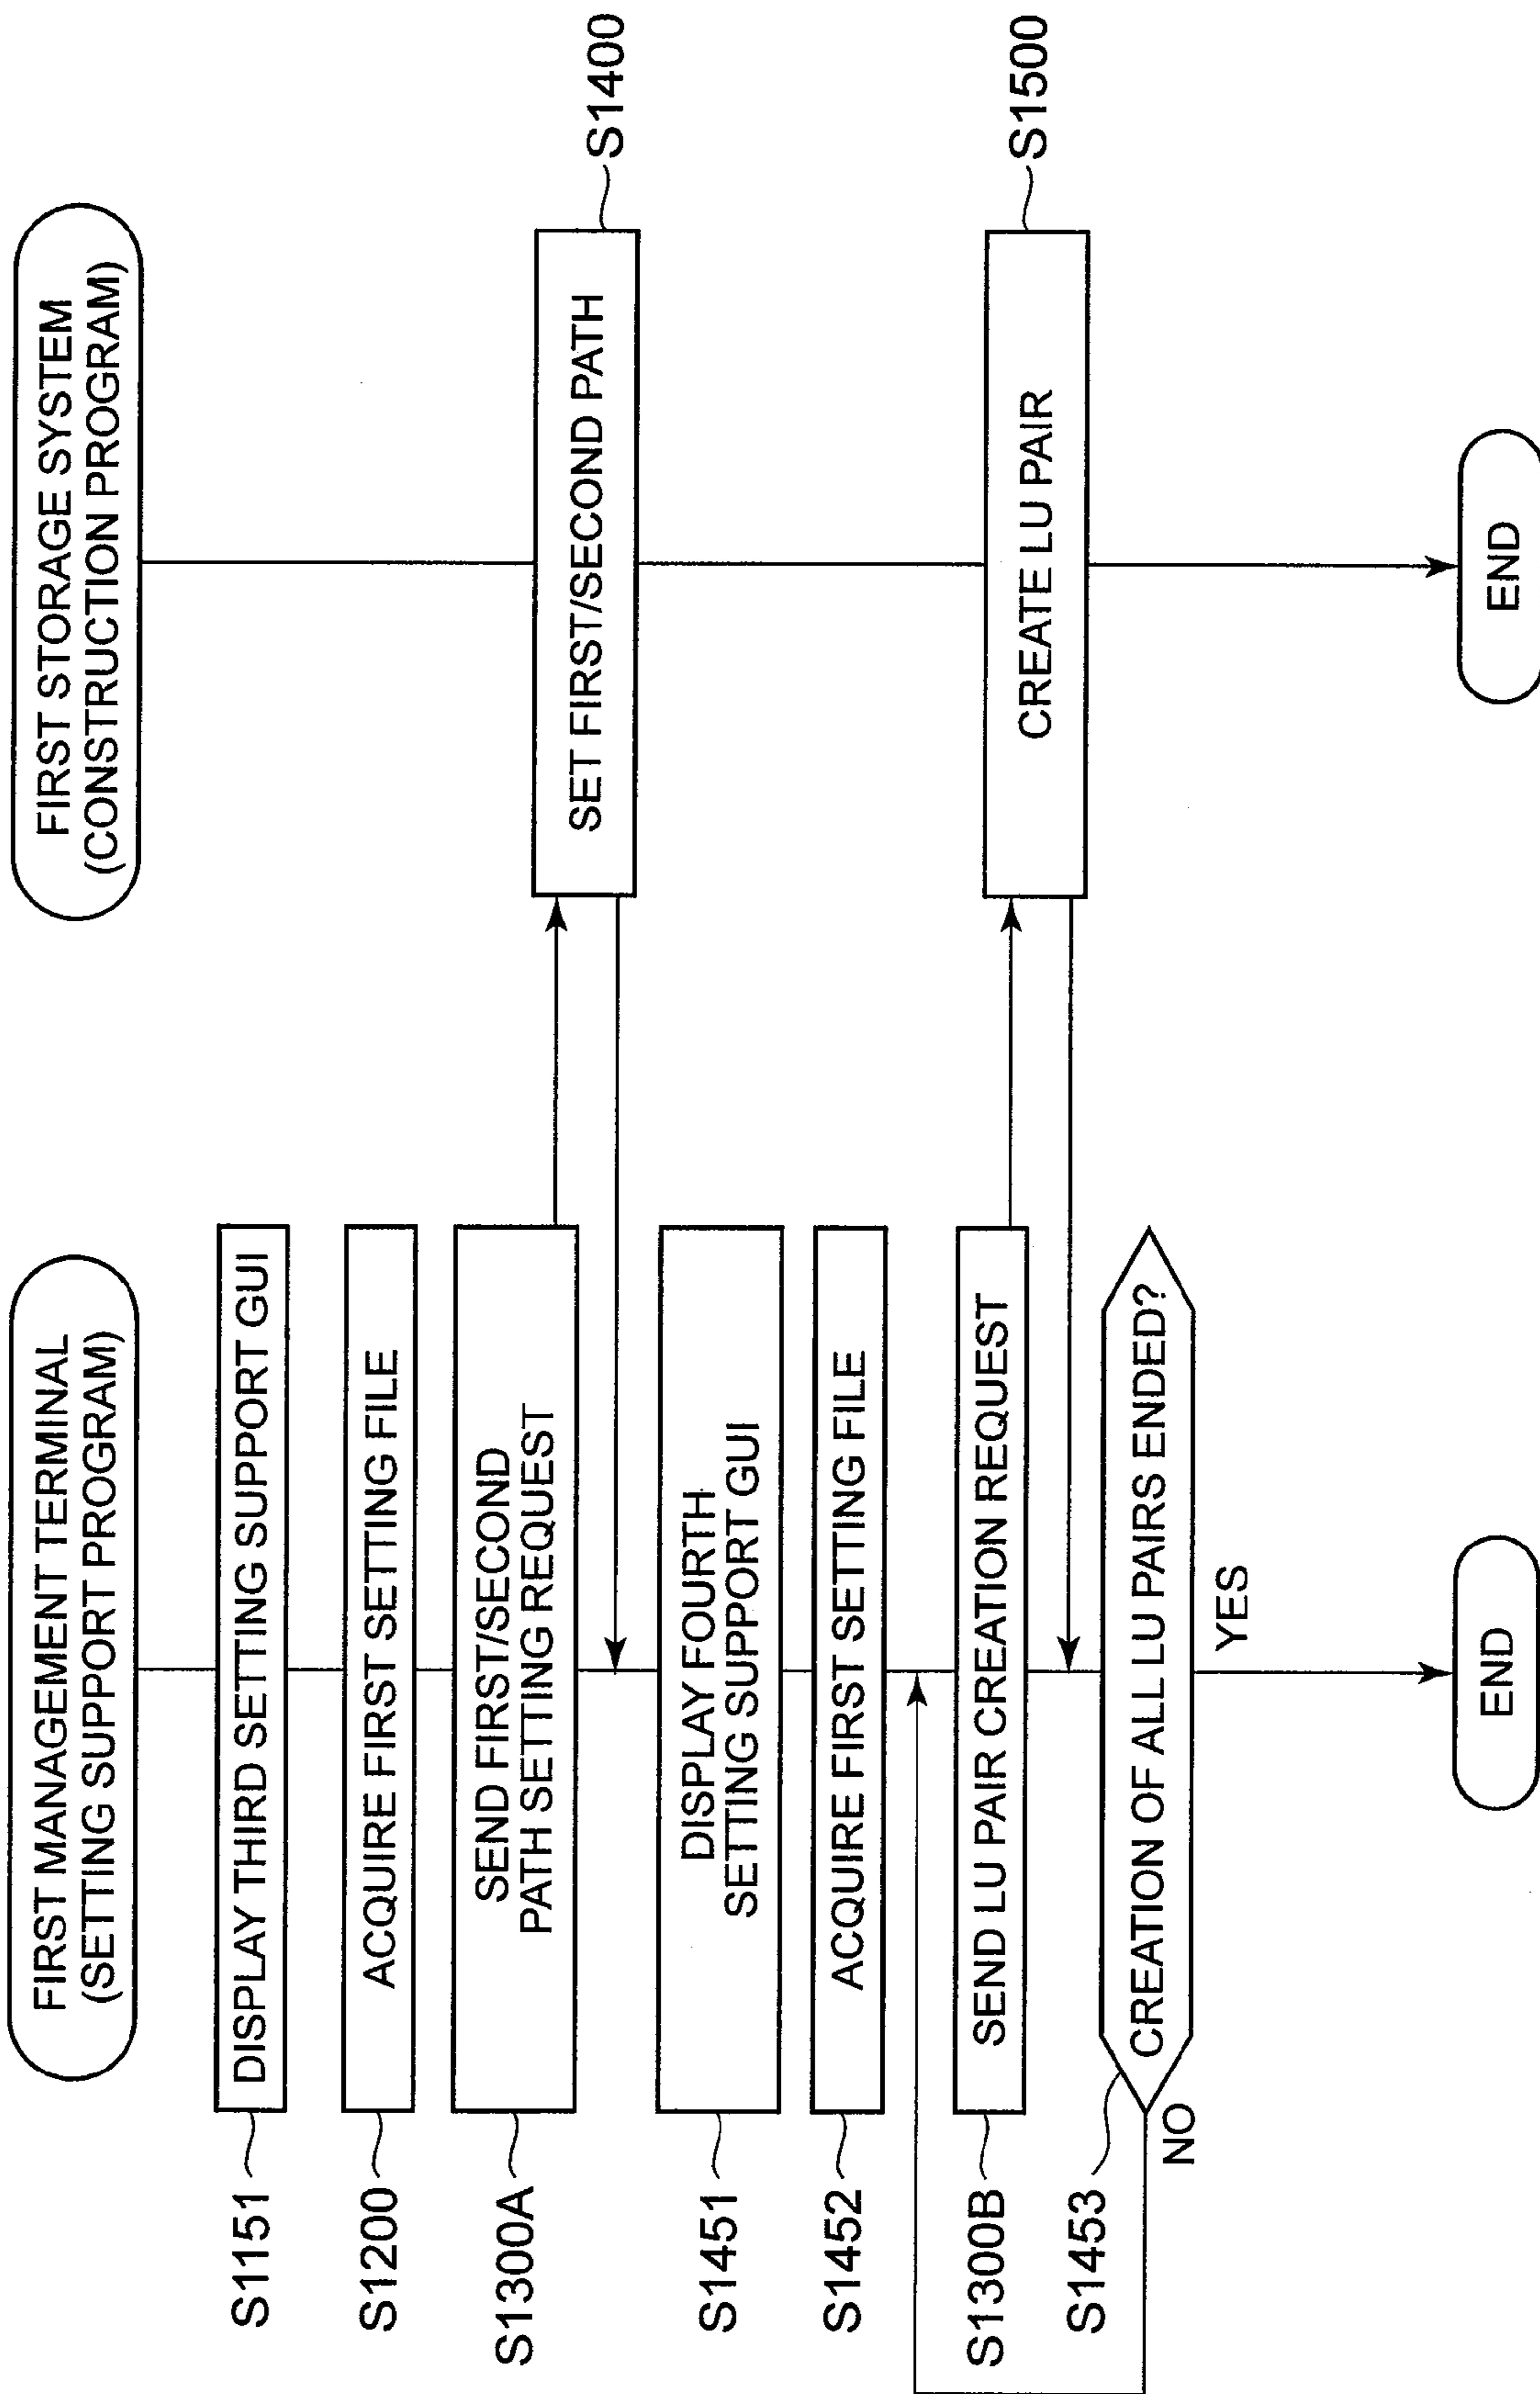 FIRST MANAGEMENT TERMINAL
(SETTING SUPPORT PROGRAM)
S1151
DISPLAY THIRD SETTING SUPPORT GUI
S1200
ACQUIRE FIRST SETTING FILE
S1300A
SEND FIRST/SECOND
PATH SETTING REQUEST
S1451
DISPLAY FOURTH
SETTING SUPPORT GUI
S1452
ACQUIRE FIRST SETTING FILE
S1300B
SEND LU PAIR CREATION REQUEST
S1453
CREATION OF ALL LU PAIRS ENDED?
NO
YES
END
FIRST STORAGE SYSTEM
(CONSTRUCTION PROGRAM)
SET FIRST/SECOND PATH
S1400
CREATE LU PAIR
S1500
END